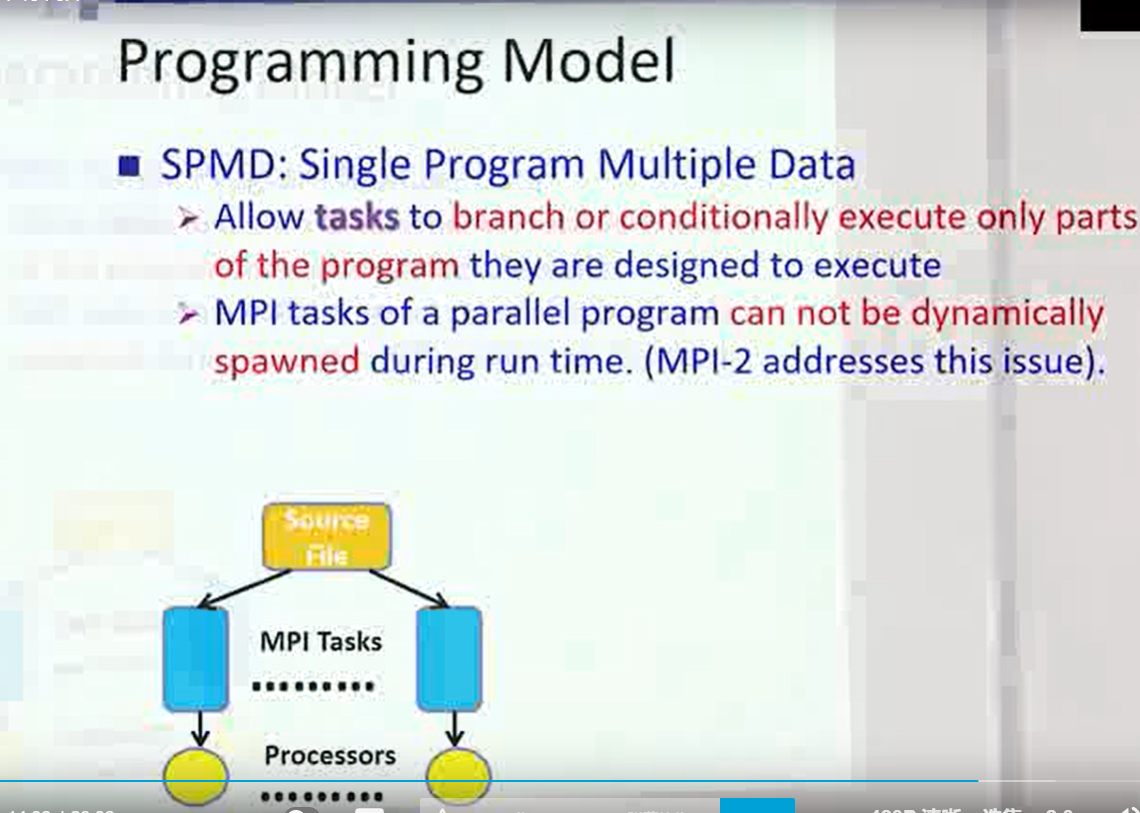 Programming Model
SPMD: Single Program Multiple Data
Allow tasks to branch or conditionally execute only parts
of the program they are designed to execute
MPI tasks of a parallel program can not be dynamically
spawned during run time. (MPI-2 addresses this issue).
Source
File
MPI Tasks
Processors